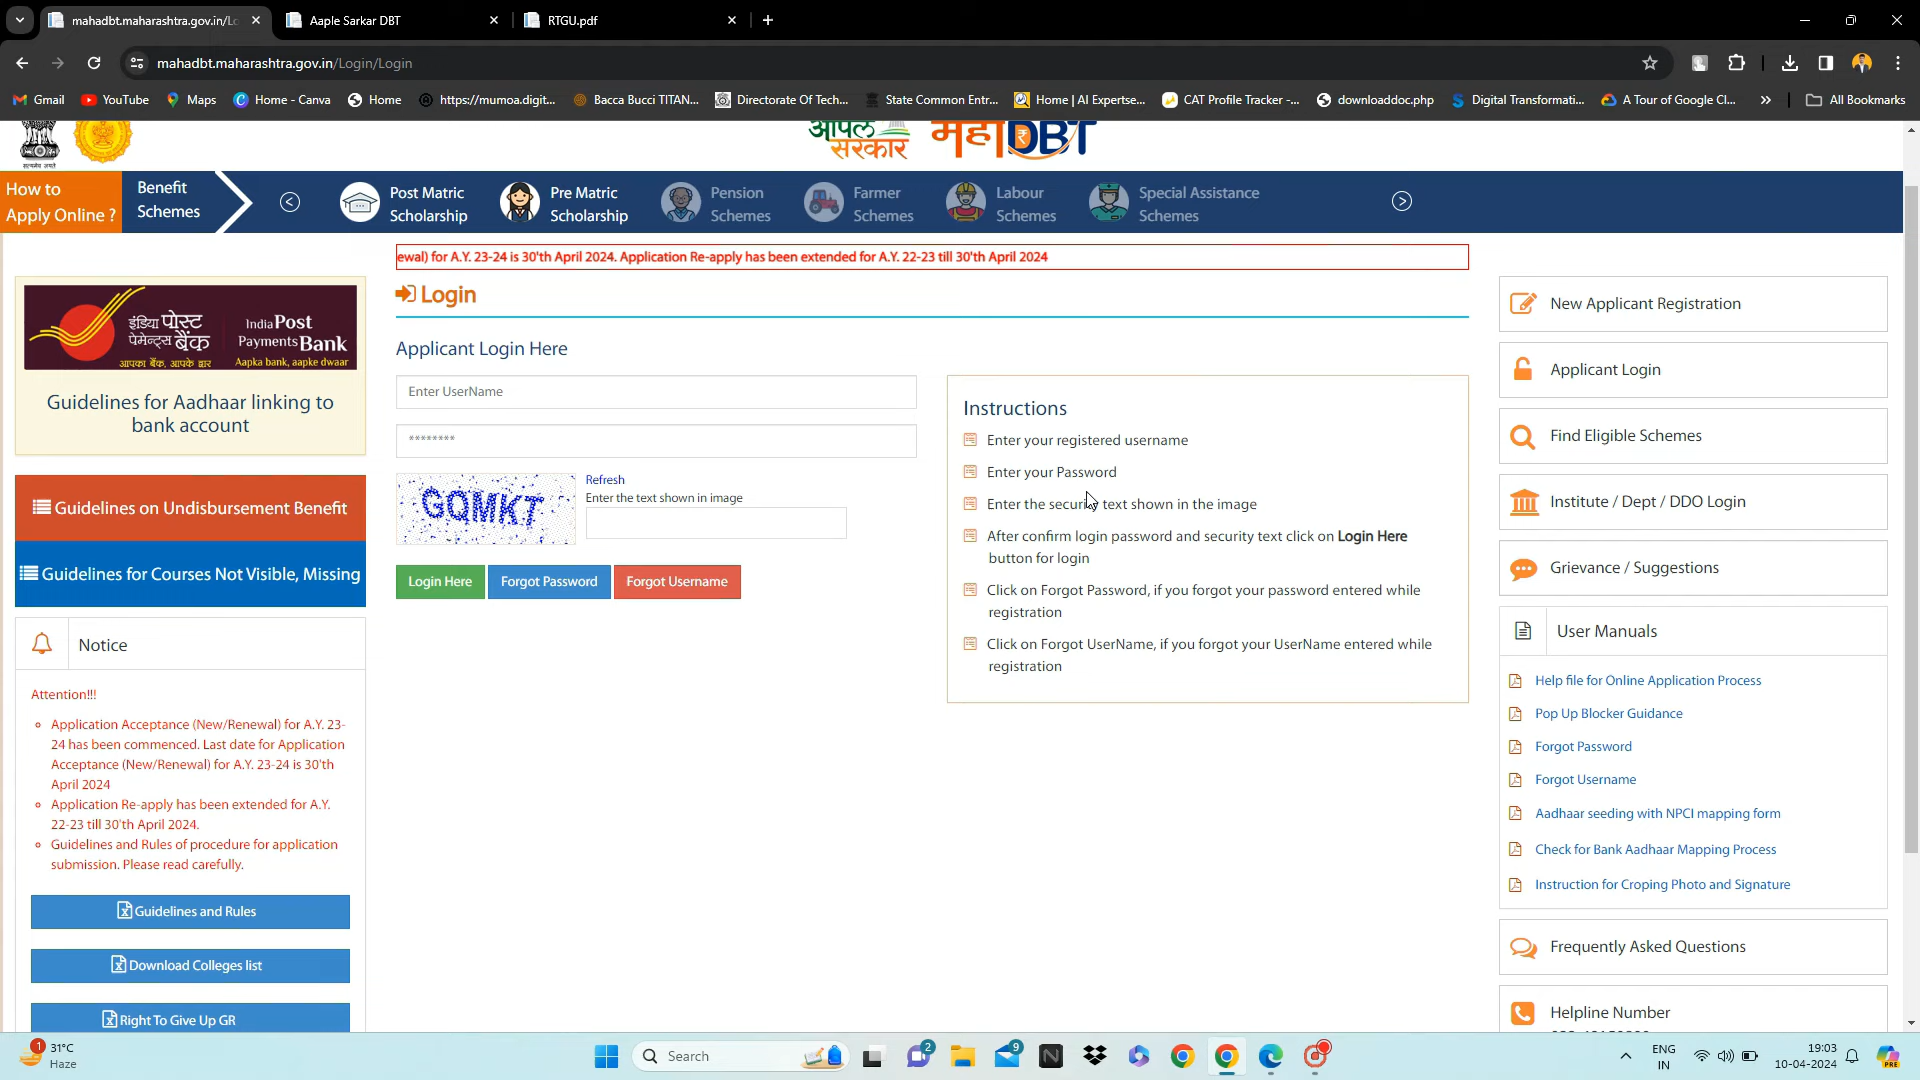 mahadbt.maharashtra.gov.in/Lo
Aaple Sarkar DBT
RTGU.pdf
mahadbt.maharashtra.gov.in/Login/Login
Gmail
YouTube
Maps
Home - Canva
Home
https://mumoa.digit...
Bacca Bucci TITAN...
Directorate Of Tech...
State Common Entr...
Home | AI Expertse...
CAT Profile Tracker -...
downloaddoc.php
Digital Transformati...
A Tour of Google Cl...
All Bookmarks
सत्यमेव जयते
आपले
सरकार
महाDBT
How to
Apply Online ?
Benefit
Schemes
Post Matric
Scholarship
Pre Matric
Scholarship
Pension
Schemes
Farmer
Schemes
Labour
Schemes
Special Assistance
Schemes
ewal) for A.Y. 23-24 is 30'th April 2024. Application Re-apply has been extended for A.Y. 22-23 till 30'th April 2024
इंडिया पोस्ट
पेमेन्ट्स बैंक
आपका बैंक, आपके द्वार
India Post
Payments Bank
Aapka bank, aapke dwaar
Guidelines for Aadhaar linking to
bank account
Guidelines on Undisbursement Benefit
Guidelines for Courses Not Visible, Missing
Notice
Attention!!!
Application Acceptance (New/Renewal) for A.Y. 23-
24 has been commenced. Last date for Application
Acceptance (New/Renewal) for A.Y. 23-24 is 30'th
April 2024
Application Re-apply has been extended for A.Y.
22-23 till 30'th April 2024.
Guidelines and Rules of procedure for application
submission. Please read carefully.
Guidelines and Rules
Download Colleges list
Right To Give Up GR
Login
Applicant Login Here
Enter UserName
********
GQMKT
Refresh
Enter the text shown in image
Login Here
Forgot Password
Forgot Username
Instructions
Enter your registered username
Enter your Password
Enter the security text shown in the image
After confirm login password and security text click on Login Here
button for login
Click on Forgot Password, if you forgot your password entered while
registration
Click on Forgot UserName, if you forgot your UserName entered while
registration
New Applicant Registration
Applicant Login
Find Eligible Schemes
Institute / Dept / DDO Login
Grievance / Suggestions
User Manuals
Help file for Online Application Process
Pop Up Blocker Guidance
Forgot Password
Forgot Username
Aadhaar seeding with NPCI mapping form
Check for Bank Aadhaar Mapping Process
Instruction for Croping Photo and Signature
Frequently Asked Questions
Helpline Number
1
31°C
Haze
Search
2
9
ENG
IN
19:03
10-04-2024
PRE